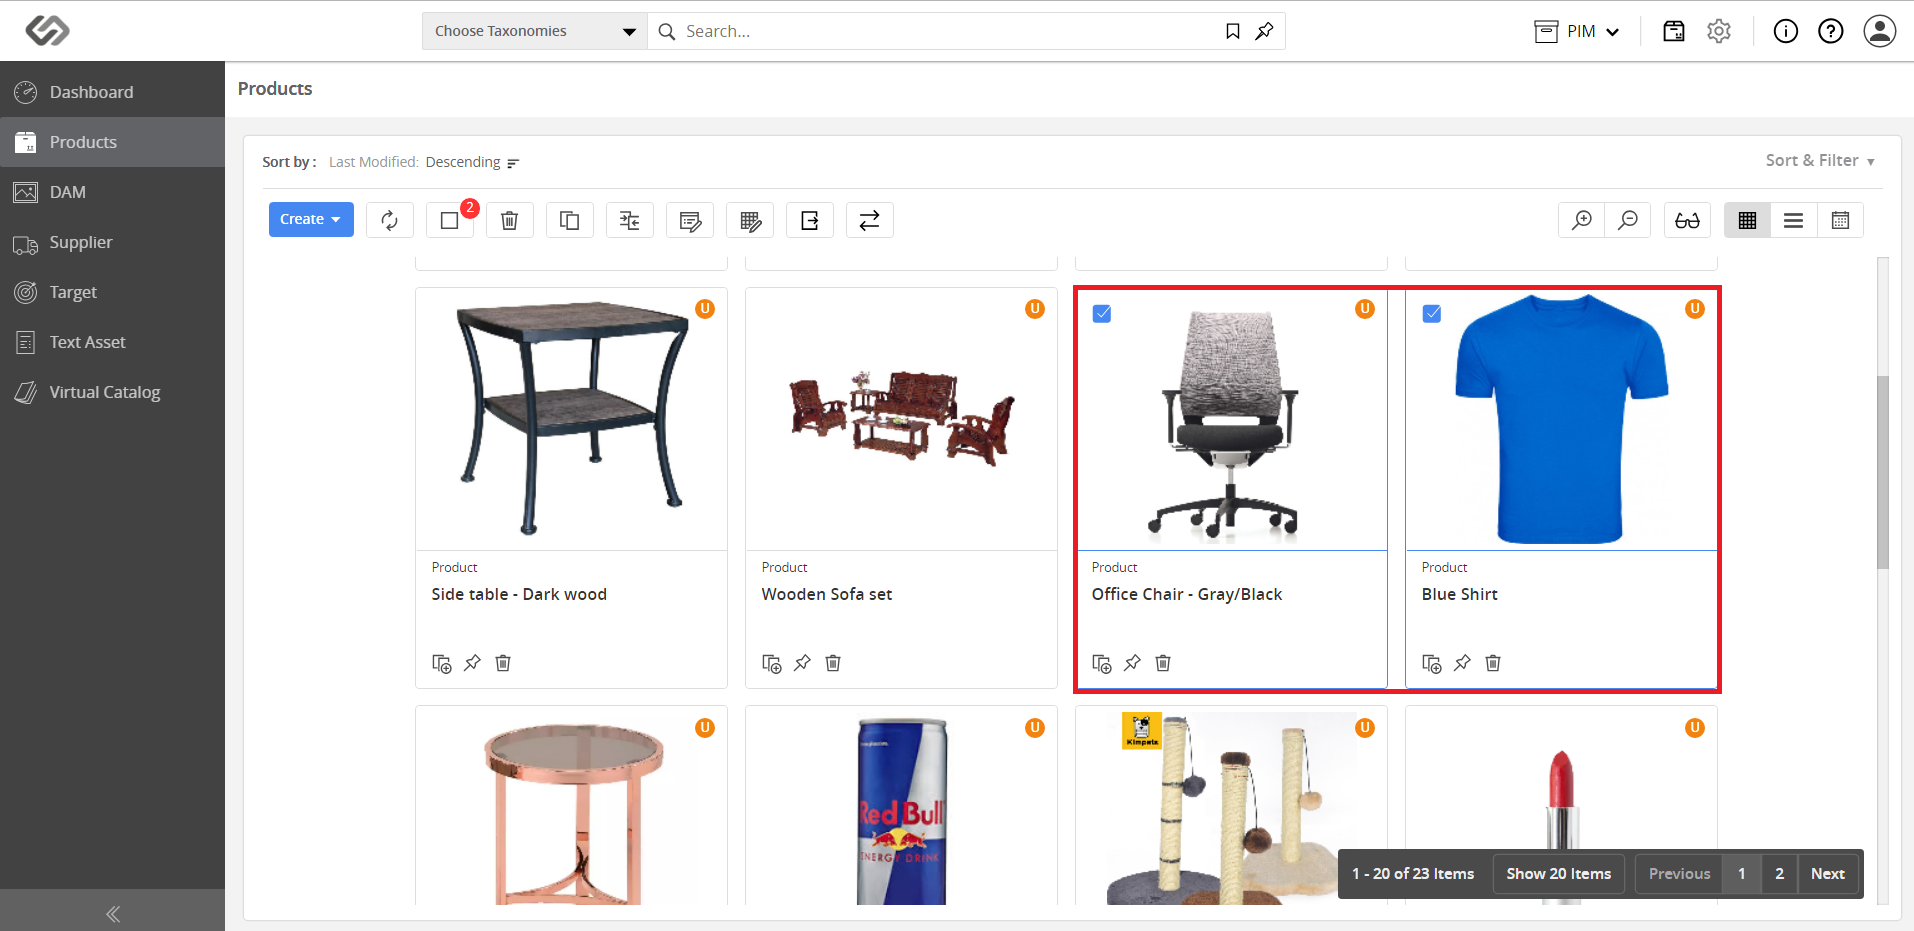 Choose Taxonomies
Search...
PIM
Dashboard
Products
DAM
Supplier
Target
Text Asset
Virtual Catalog
Products
Sort by : Last Modified: Descending
Sort & Filter
Create
2
U
U
U
U
Product
Side table - Dark wood
Product
Wooden Sofa set
Product
Office Chair - Gray/Black
Product
Blue Shirt
U
U
U
U
Kimpets
Red Bull
ENERGY DRINK
1 - 20 of 23 Items
Show 20 Items
Previous
1
2
Next